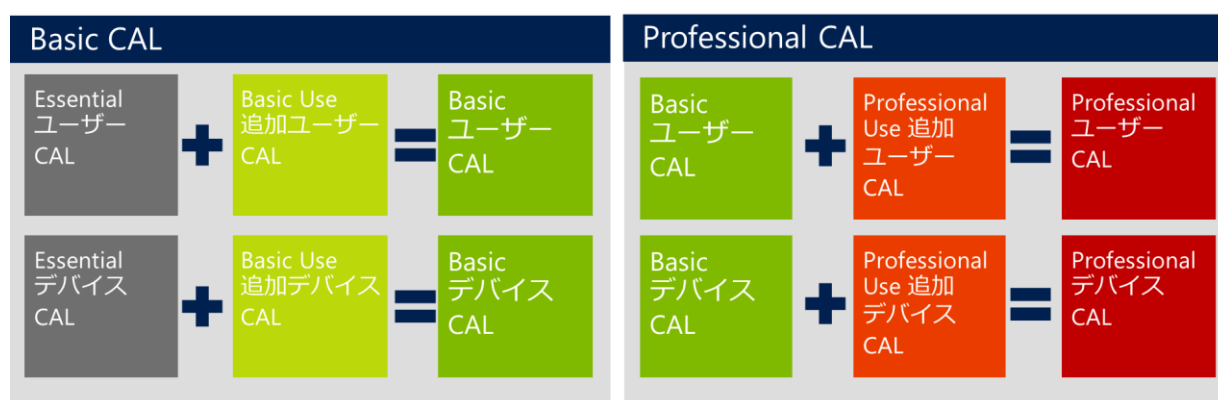 Basic CAL
Essential
ユーザー
CAL
Basic Use
追加ユーザー
CAL
Basic
ユーザー
CAL
Essential
デバイス
CAL
Basic Use
追加デバイス
CAL
Basic
デバイス
CAL
Professional CAL
Basic
ユーザー
CAL
Professional
Use 追加
ユーザー
CAL
Professional
ユーザー
CAL
Basic
デバイス
CAL
Professional
Use 追加
デバイス
CAL
Professional
デバイス
CAL